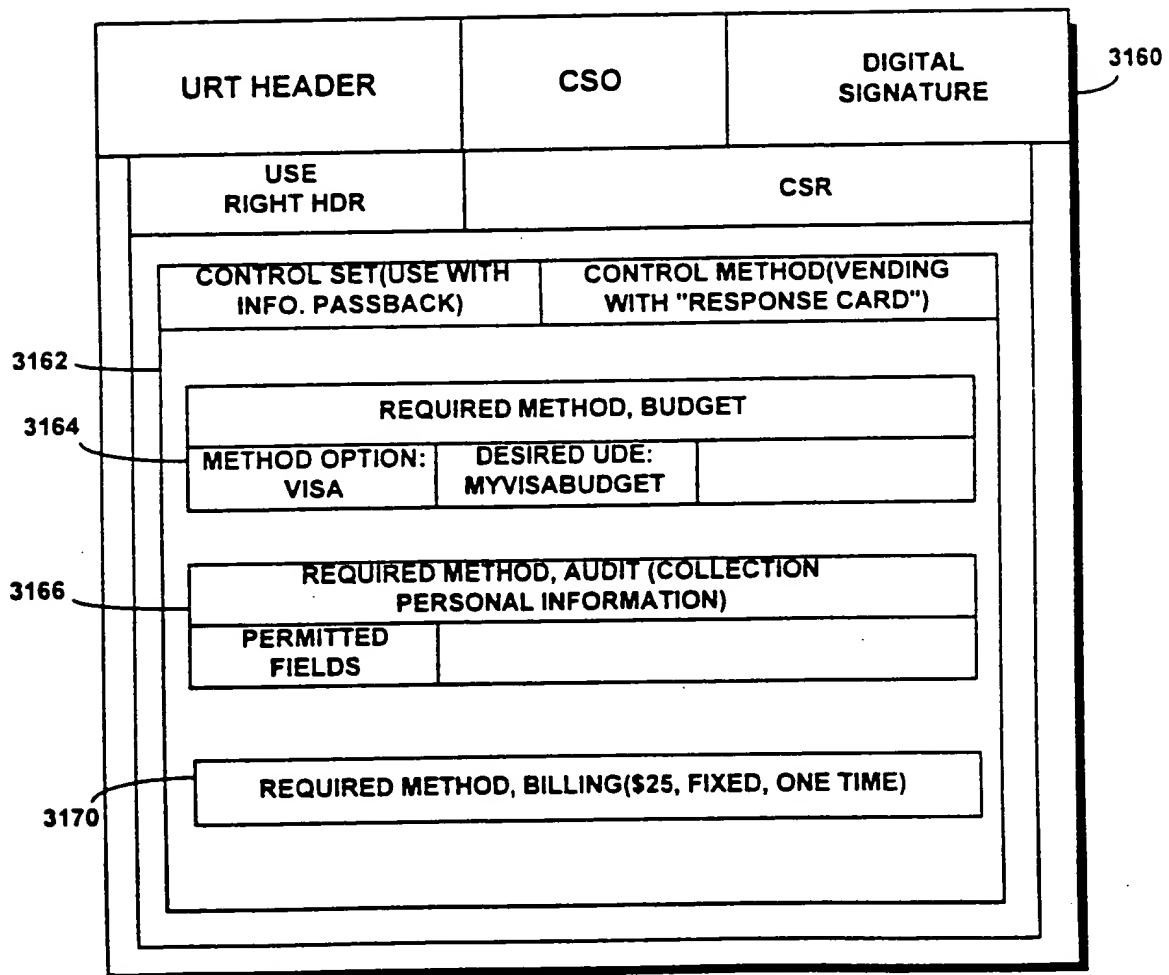 URT HEADER
CSO
DIGITAL
SIGNATURE
3160
USE
RIGHT HDR
CSR
CONTROL SET(USE WITH
INFO. PASSBACK)
CONTROL METHOD(VENDING
WITH "RESPONSE CARD")
3162
REQUIRED METHOD, BUDGET
3164
METHOD OPTION:
VISA
DESIRED UDE:
MYVISABUDGET
REQUIRED METHOD, AUDIT (COLLECTION
PERSONAL INFORMATION)
3166
PERMITTED
FIELDS
REQUIRED METHOD, BILLING($25, FIXED, ONE TIME)
3170